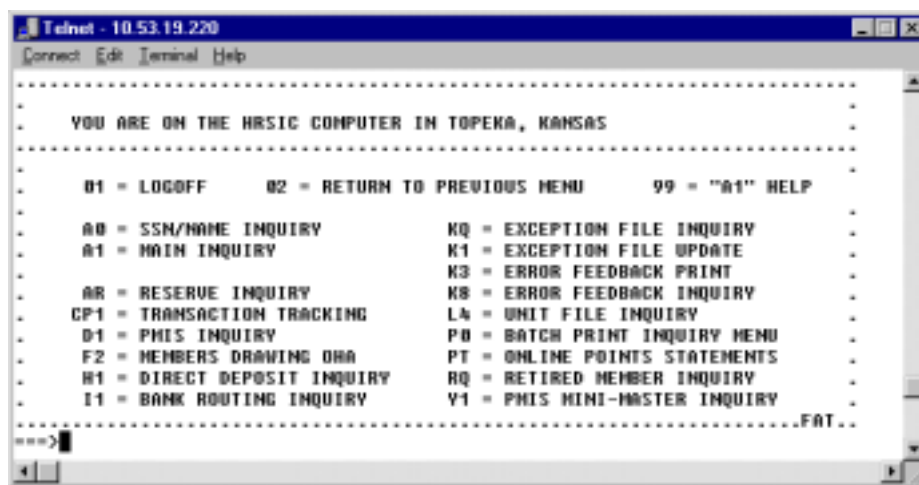 Telnet - 10.53.19.220
Connect Edit Terminal Help
YOU ARE ON THE HRSIC COMPUTER IN TOPEKA, KANSAS
01 = LOGOFF 02 = RETURN TO PREVIOUS MENU 99 = "A1" HELP
A0 = SSN/NAME INQUIRY KQ = EXCEPTION FILE INQUIRY
A1 = MAIN INQUIRY K1 = EXCEPTION FILE UPDATE
K3 = ERROR FEEDBACK PRINT
AR = RESERVE INQUIRY K8 = ERROR FEEDBACK INQUIRY
CP1 = TRANSACTION TRACKING L4 = UNIT FILE INQUIRY
D1 = PMIS INQUIRY P0 = BATCH PRINT INQUIRY MENU
F2 = MEMBERS DRAWING OHA PT = ONLINE POINTS STATEMENTS
H1 = DIRECT DEPOSIT INQUIRY RQ = RETIRED MEMBER INQUIRY
I1 = BANK ROUTING INQUIRY Y1 = PMIS MINI-MASTER INQUIRY
FAT
===>